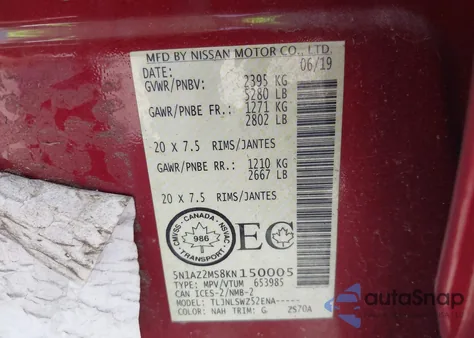 MFD BY NISSAN MOTOR CO., LTD.
DATE: 06/19
GVWR/PNBV: 2395 KG
5280 LB
GAWR/PNBE FR.: 1271 KG
2802 LB
20 X 7.5 RIMS/JANTES
GAWR/PNBE RR.: 1210 KG
2667 LB
20 X 7.5 RIMS/JANTES
CMVSS - CANADA - NSVAC
986
TRANSPORT
EC
5N1AZ2MS8KN150005
TYPE: MPV/VTUM 653985
CAN ICES-2/NMB-2
MODEL: TLJNLSWZ52ENA-----
COLOR: NAH TRIM: G 2S70A
autoSnap